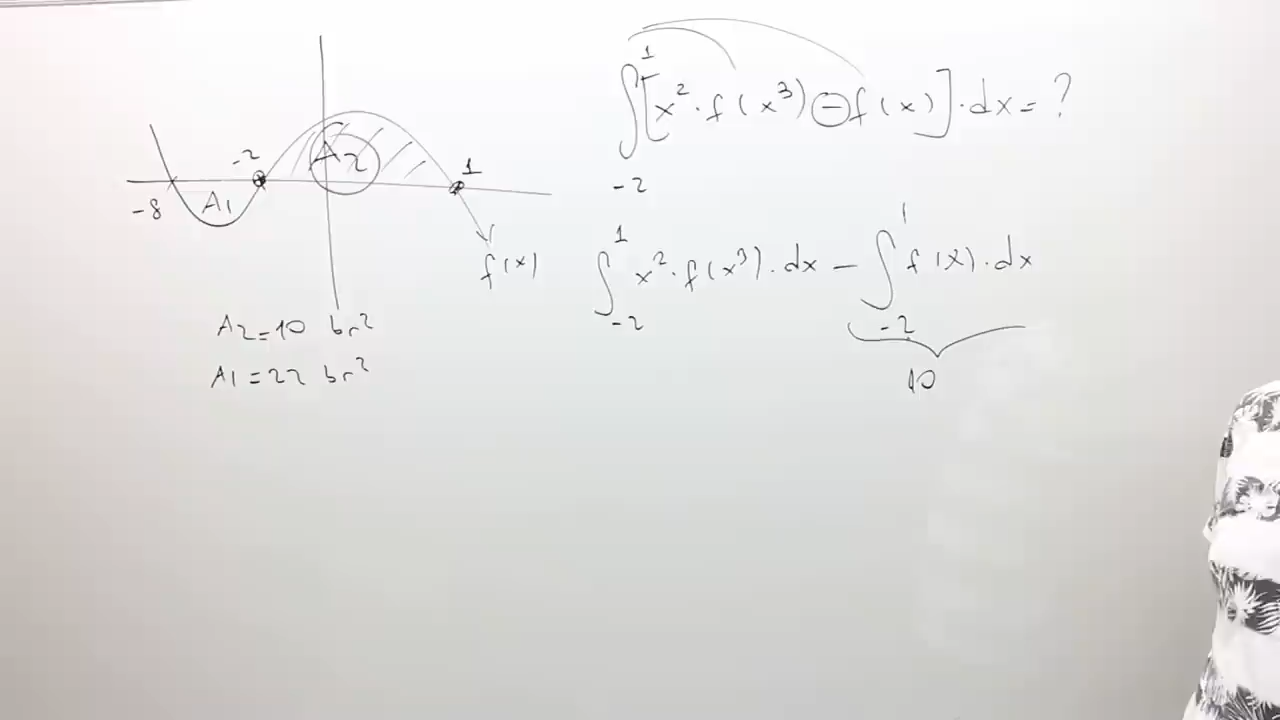 -8
A1
-2
A2
1
f(x)
A2=10 br²
A1=22 br²
∫₋₂¹[x²·f(x³)⊖f(x)]·dx=?
∫₋₂¹ x²·f(x³)·dx - ∫₋₂¹ f(x)·dx
10